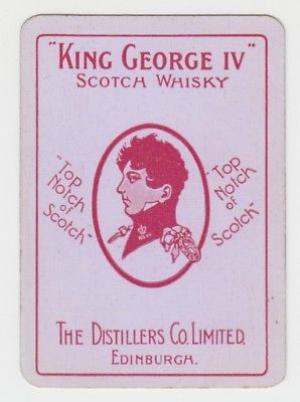 "KING GEORGE IV"
SCOTCH WHISKY
"Top
Notch
of
Scotch"
"Top
Notch
of
Scotch"
THE DISTILLERS CO. LIMITED.
EDINBURGH.